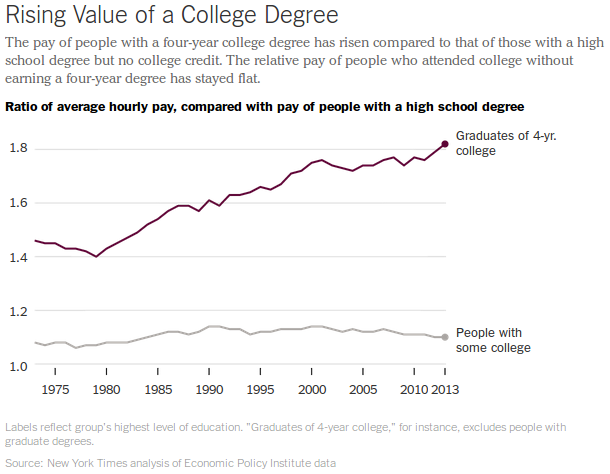 Rising Value of a College Degree
The pay of people with a four-year college degree has risen compared to that of those with a high
school degree but no college credit. The relative pay of people who attended college without
earning a four-year degree has stayed flat.
Ratio of average hourly pay, compared with pay of people with a high school degree
1.8
Graduates of 4-yr.
college
1.6
1.4
1.2
People with
some college
1.0
1975 1980 1985 1990 1995 2000 2005 2010 2013
Labels reflect group's highest level of education. "Graduates of 4-year college," for instance, excludes people with
graduate degrees.
Source: New York Times analysis of Economic Policy Institute data